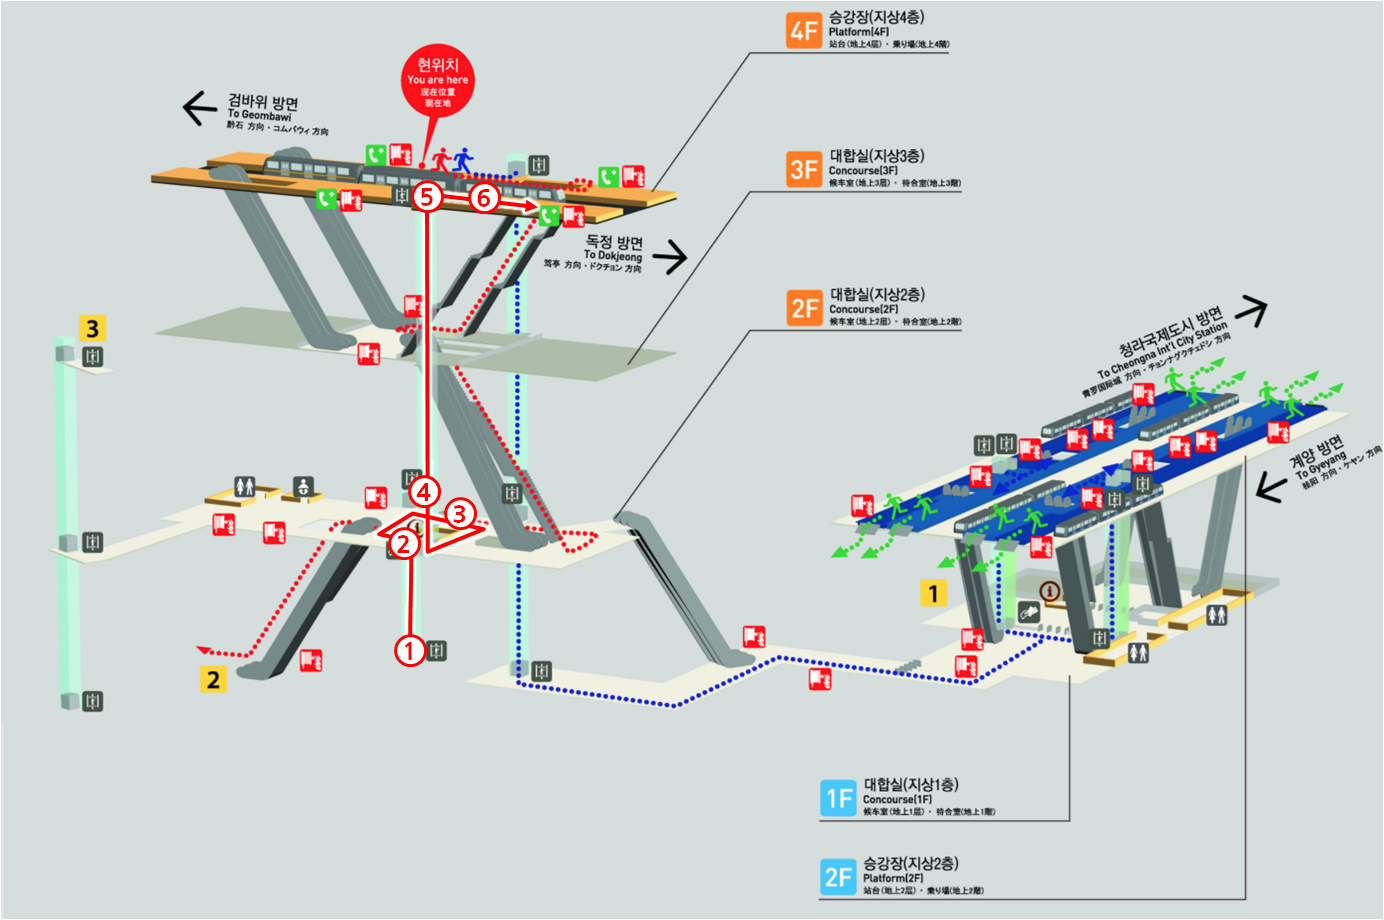 4F
승강장(지상4층)
Platform(4F)
站台(地上4层)・乗り場(地上4階)
현위치
You are here
现在位置
現在地
검바위 방면
To Geombawi
黔石 方向・コムバウィ 方向
3F
대합실(지상3층)
Concourse(3F)
候车室(地上3层)・待合室(地上3階)
5
6
독정 방면
To Dokjeong
笃亭 方向・ドクチョン 方向
2F
대합실(지상2층)
Concourse(2F)
候车室(地上2层)・待合室(地上2階)
3
청라국제도시 방면
To Cheongna Int'l City Station
青罗国际城 方向・チョンナグクチェドシ 方向
계양 방면
To Gyeyang
桂阳 方向・ケヤン 方向
4
3
2
1
1
2
1F
대합실(지상1층)
Concourse(1F)
候车室(地上1层)・待合室(地上1階)
2F
승강장(지상2층)
Platform(2F)
站台(地上2层)・乗り場(地上2階)